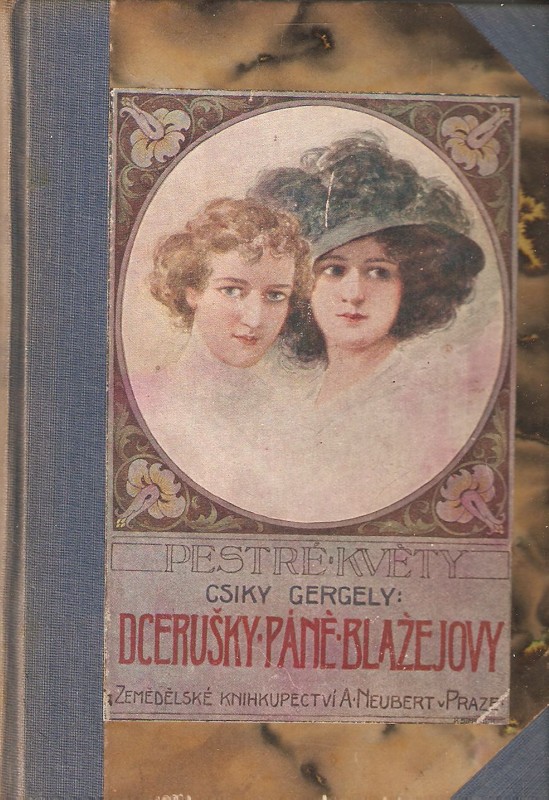 PESTRÉ·KVĚTY
CSIKY GERGELY:
DCERUŠKY·PÁNĚ·BLAŽEJOVY
ZEMĚDĚLSKÉ KNIHKUPECTVÍ A·NEUBERT V PRAZE